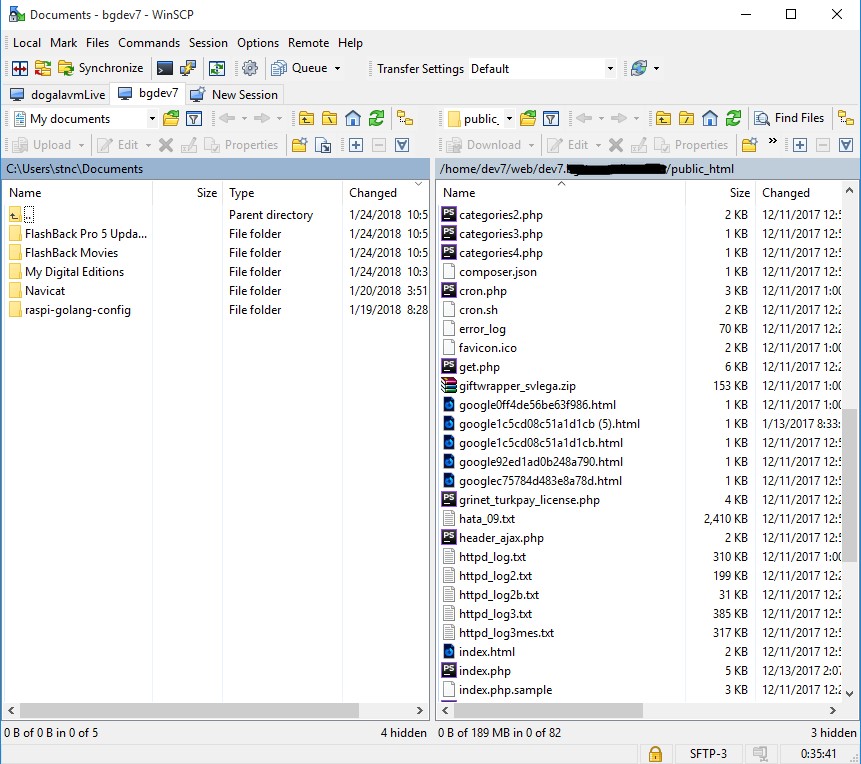 Documents - bgdev7 - WinSCP
Local Mark Files Commands Session Options Remote Help
Synchronize Queue Transfer Settings Default
dogalavmLive bgdev7 New Session
My documents public_ Find Files
Upload Edit Properties Download Edit Properties »
C:\Users\stnc\Documents
Name Size Type Changed
.. Parent directory 1/24/2018 10:5
FlashBack Pro 5 Upda... File folder 1/24/2018 10:5
FlashBack Movies File folder 1/24/2018 10:5
My Digital Editions File folder 1/24/2018 10:3
Navicat File folder 1/20/2018 3:51
raspi-golang-config File folder 1/19/2018 8:28
0 B of 0 B in 0 of 5 4 hidden
/home/dev7/web/dev7. /public_html
Name Size Changed
categories2.php 2 KB 12/11/2017 12:5
categories3.php 1 KB 12/11/2017 12:5
categories4.php 1 KB 12/11/2017 12:5
composer.json 1 KB 12/11/2017 12:5
cron.php 3 KB 12/11/2017 1:00
cron.sh 2 KB 12/11/2017 12:5
error_log 70 KB 12/11/2017 12:2
favicon.ico 2 KB 12/11/2017 1:00
get.php 6 KB 12/11/2017 12:2
giftwrapper_svlega.zip 153 KB 12/11/2017 1:00
google0ff4de56be63f986.html 1 KB 12/11/2017 12:5
google1c5cd08c51a1d1cb (5).html 1 KB 1/13/2017 8:33:
google1c5cd08c51a1d1cb.html 1 KB 12/11/2017 12:5
google92ed1ad0b248a790.html 1 KB 12/11/2017 12:5
googlec75784d483e8a78d.html 1 KB 12/11/2017 12:5
grinet_turkpay_license.php 4 KB 12/11/2017 12:2
hata_09.txt 2,410 KB 12/11/2017 12:5
header_ajax.php 2 KB 12/11/2017 12:5
httpd_log.txt 310 KB 12/11/2017 1:00
httpd_log2.txt 199 KB 12/11/2017 12:2
httpd_log2b.txt 31 KB 12/11/2017 12:2
httpd_log3.txt 385 KB 12/11/2017 12:5
httpd_log3mes.txt 317 KB 12/11/2017 12:5
index.html 2 KB 12/11/2017 12:5
index.php 5 KB 12/13/2017 2:07
index.php.sample 3 KB 12/11/2017 12:2
0 B of 189 MB in 0 of 82 3 hidden
SFTP-3 0:35:41